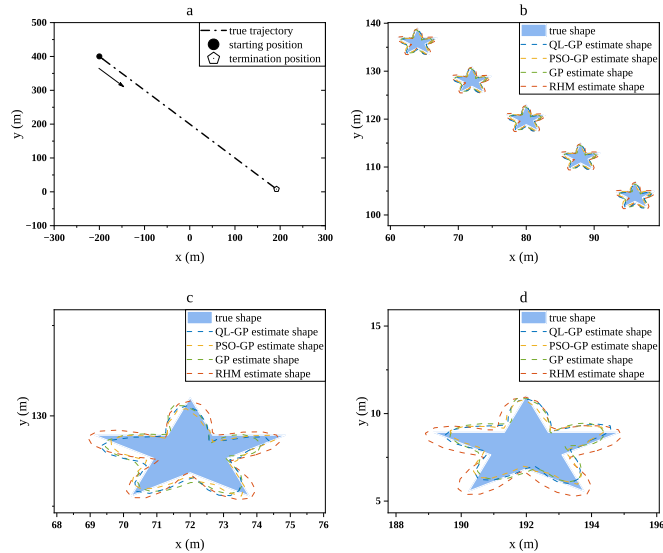 a
500
400
300
200
100
0
−100
−300
−200
−100
0
100
200
300
y (m)
x (m)
true trajectory
starting position
termination position
b
140
130
120
110
100
60
70
80
90
y (m)
x (m)
true shape
QL-GP estimate shape
PSO-GP estimate shape
GP estimate shape
RHM estimate shape
c
130
68
69
70
71
72
73
74
75
76
y (m)
x (m)
true shape
QL-GP estimate shape
PSO-GP estimate shape
GP estimate shape
RHM estimate shape
d
15
10
5
188
190
192
194
196
y (m)
x (m)
true shape
QL-GP estimate shape
PSO-GP estimate shape
GP estimate shape
RHM estimate shape